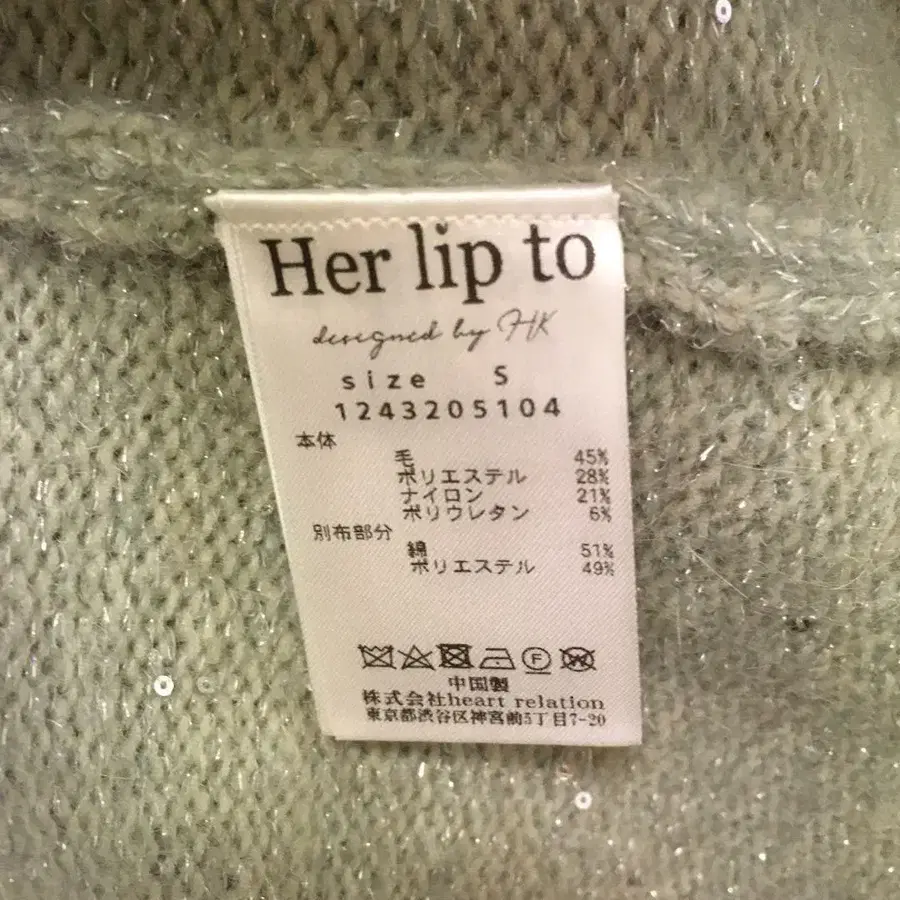 Her lip to
designed by HK
size S
1243205104
本体
毛 45%
ポリエステル 28%
ナイロン 21%
ポリウレタン 6%
別布部分
綿 51%
ポリエステル 49%
F
W
中国製
株式会社heart relation
東京都渋谷区神宮前5丁目7-20